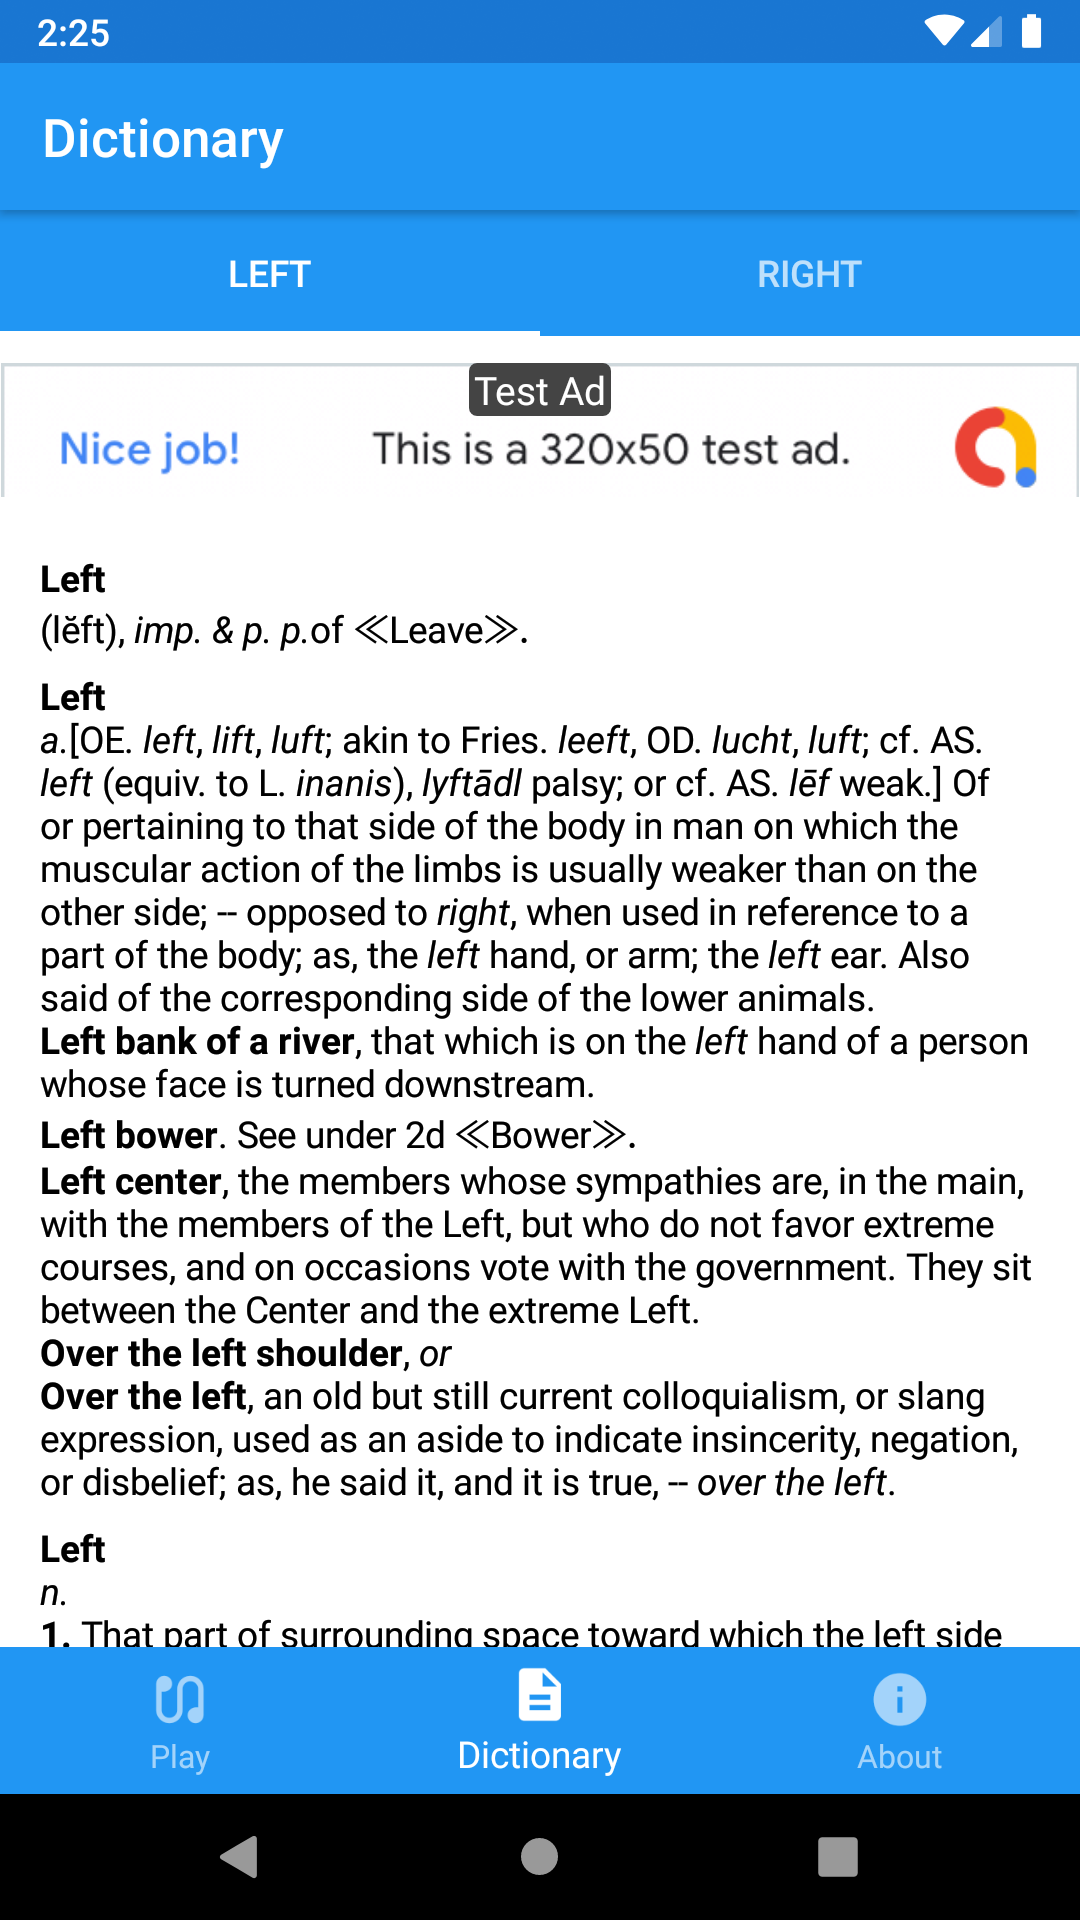 2:25
Dictionary
LEFT
RIGHT
Test Ad
Nice job!
This is a 320x50 test ad.
Left
(lĕft), imp. & p. p.of ≪Leave≫.
Left
a.[OE. left, lift, luft; akin to Fries. leeft, OD. lucht, luft; cf. AS.
left (equiv. to L. inanis), lyftādl palsy; or cf. AS. lēf weak.] Of
or pertaining to that side of the body in man on which the
muscular action of the limbs is usually weaker than on the
other side; -- opposed to right, when used in reference to a
part of the body; as, the left hand, or arm; the left ear. Also
said of the corresponding side of the lower animals.
Left bank of a river, that which is on the left hand of a person
whose face is turned downstream.
Left bower. See under 2d ≪Bower≫.
Left center, the members whose sympathies are, in the main,
with the members of the Left, but who do not favor extreme
courses, and on occasions vote with the government. They sit
between the Center and the extreme Left.
Over the left shoulder, or
Over the left, an old but still current colloquialism, or slang
expression, used as an aside to indicate insincerity, negation,
or disbelief; as, he said it, and it is true, -- over the left.
Left
n.
1. That part of surrounding space toward which the left side
Play
Dictionary
About